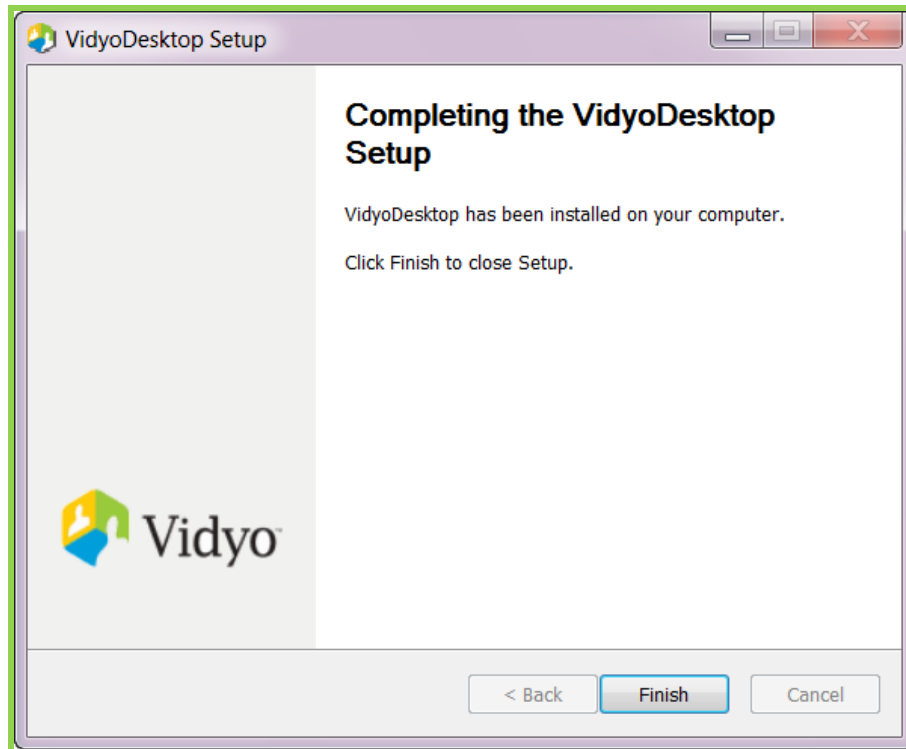 VidyoDesktop Setup
Completing the VidyoDesktop
Setup
VidyoDesktop has been installed on your computer.
Click Finish to close Setup.
Vidyo™
< Back
Finish
Cancel